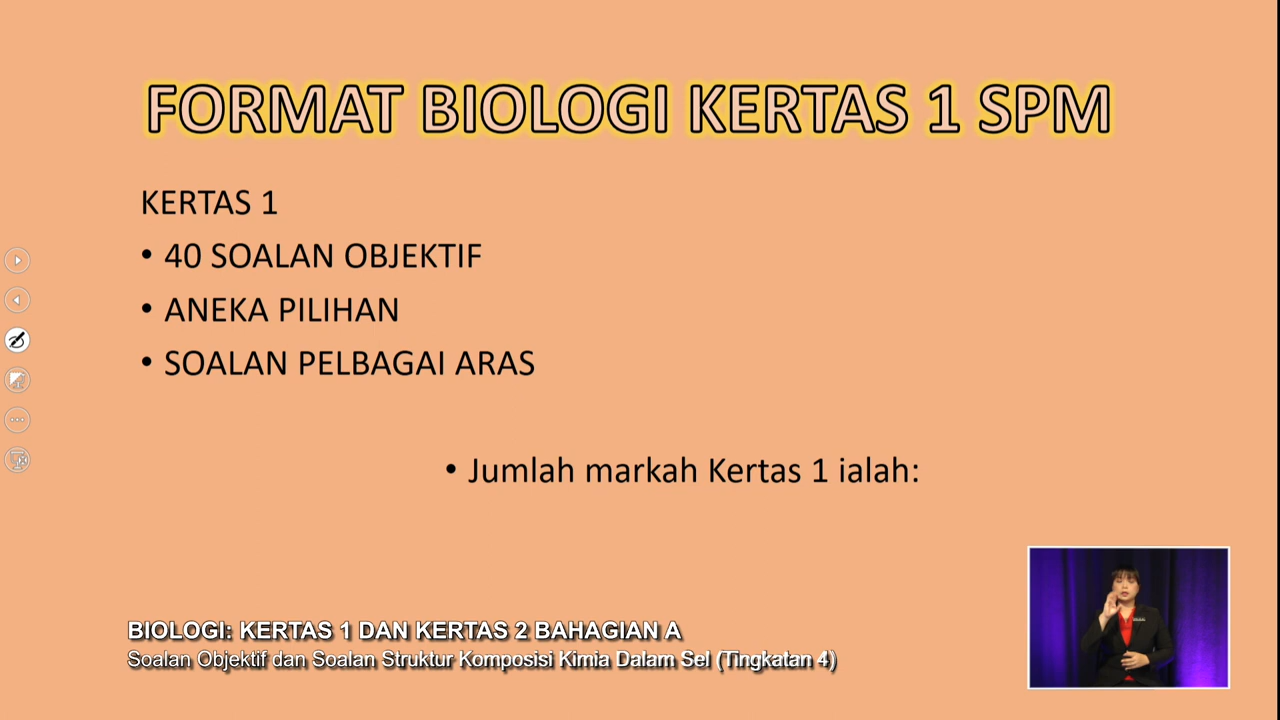 FORMAT BIOLOGI KERTAS 1 SPM
KERTAS 1
• 40 SOALAN OBJEKTIF
• ANEKA PILIHAN
• SOALAN PELBAGAI ARAS
• Jumlah markah Kertas 1 ialah:
BIOLOGI: KERTAS 1 DAN KERTAS 2 BAHAGIAN A
Soalan Objektif dan Soalan Struktur Komposisi Kimia Dalam Sel (Tingkatan 4)